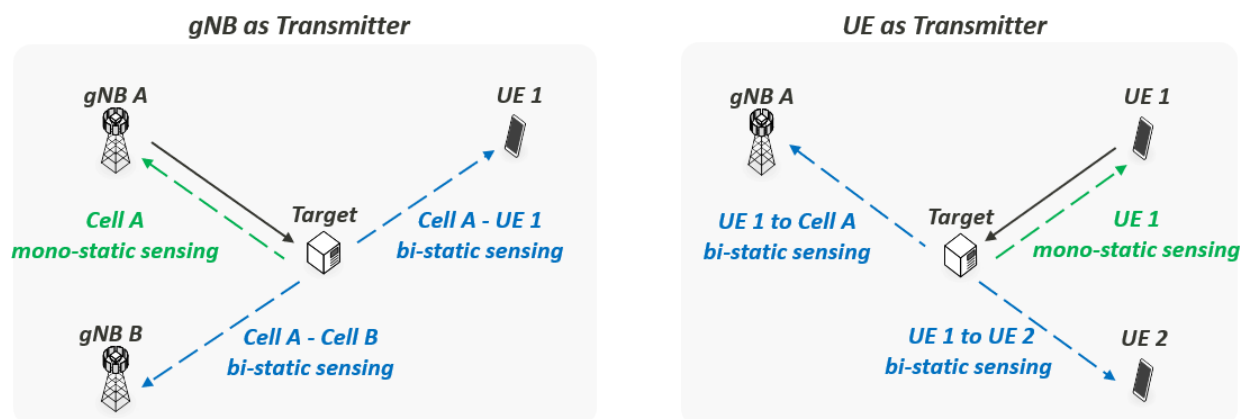 gNB as Transmitter
gNB A
UE 1
Target
Cell A
mono-static sensing
Cell A - UE 1
bi-static sensing
gNB B
Cell A - Cell B
bi-static sensing
UE as Transmitter
gNB A
UE 1
Target
UE 1 to Cell A
bi-static sensing
UE 1
mono-static sensing
UE 1 to UE 2
bi-static sensing
UE 2